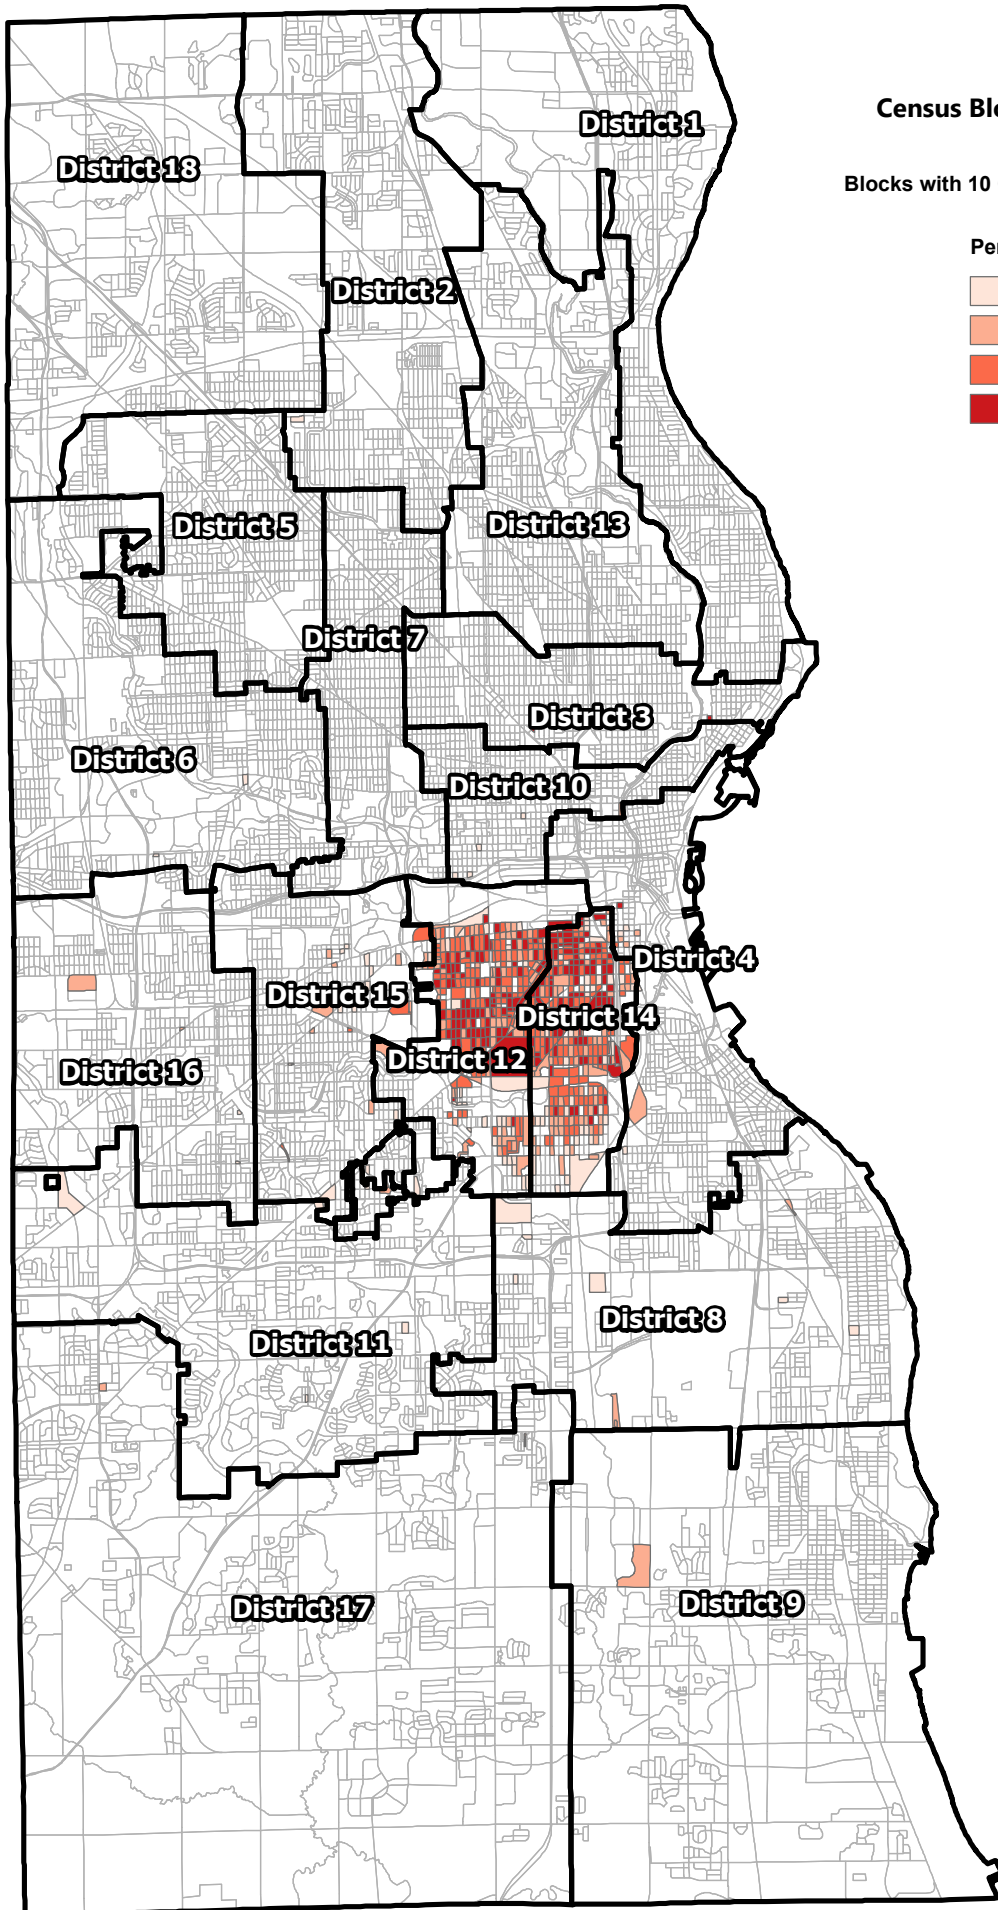 Census Blo
Blocks with 10
Per
District 1
District 18
District 2
District 5
District 13
District 7
District 3
District 6
District 10
District 4
District 15
District 14
District 12
District 16
District 8
District 11
District 9
District 17